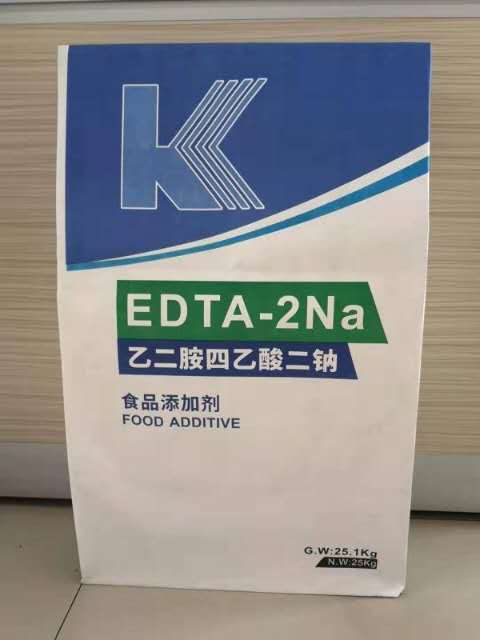 K
EDTA-2Na
乙二胺四乙酸二钠
食品添加剂
FOOD ADDITIVE
G.W:25.1Kg
N.W:25Kg